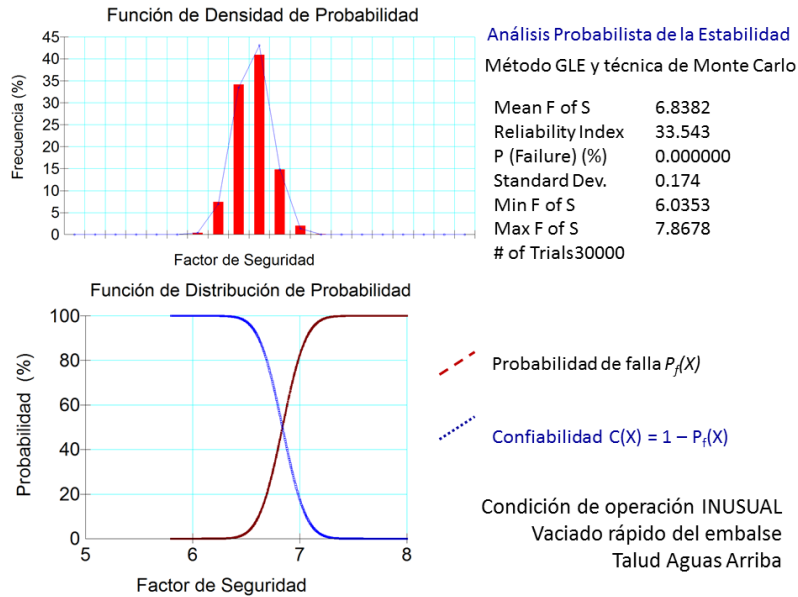 Función de Densidad de Probabilidad
45
40
35
30
25
20
15
10
5
0
Frecuencia (%)
Factor de Seguridad
Análisis Probabilista de la Estabilidad
Método GLE y técnica de Monte Carlo
Mean F of S 6.8382
Reliability Index 33.543
P (Failure) (%) 0.000000
Standard Dev. 0.174
Min F of S 6.0353
Max F of S 7.8678
# of Trials30000
Función de Distribución de Probabilidad
100
80
60
40
20
0
Probabilidad (%)
5 6 7 8
Factor de Seguridad
Probabilidad de falla Pf(X)
Confiabilidad C(X) = 1 – Pf(X)
Condición de operación INUSUAL
Vaciado rápido del embalse
Talud Aguas Arriba